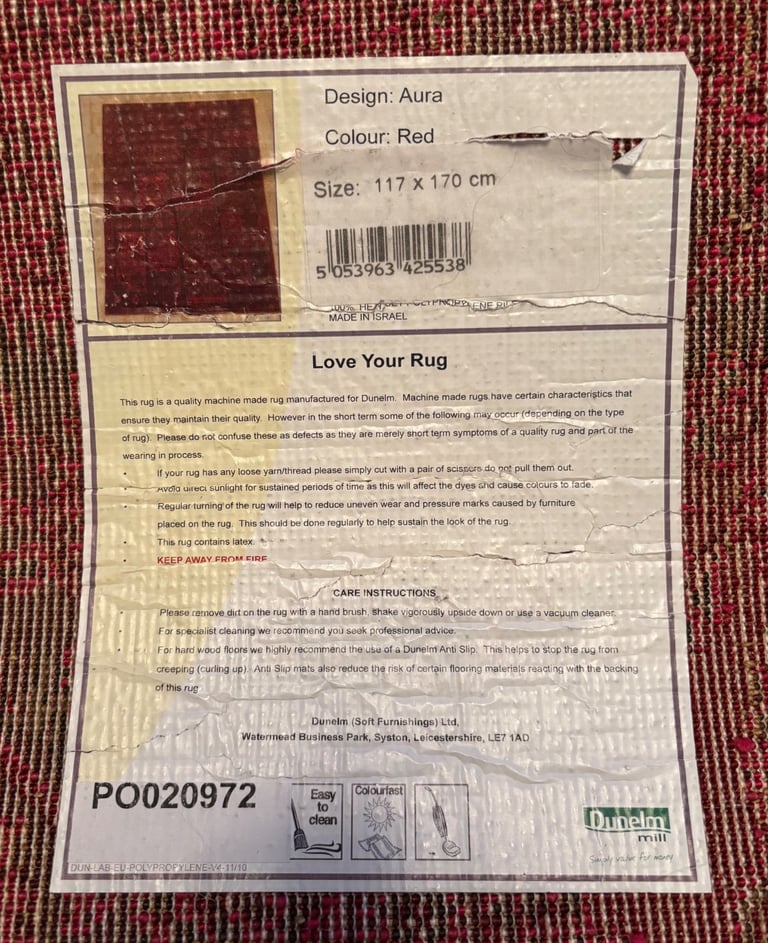 Design: Aura
Colour: Red
Size: 117 x 170 cm
5 053963 425538
100% HEATSET POLYPROPYLENE PILE
MADE IN ISRAEL
Love Your Rug
This rug is a quality machine made rug manufactured for Dunelm. Machine made rugs have certain characteristics that
ensure they maintain their quality. However in the short term some of the following may occur (depending on the type
of rug). Please do not confuse these as defects as they are merely short term symptoms of a quality rug and part of the
wearing in process.
• If your rug has any loose yarn/thread please simply cut with a pair of scissors do not pull them out.
• Avoid direct sunlight for sustained periods of time as this will affect the dyes and cause colours to fade.
• Regular turning of the rug will help to reduce uneven wear and pressure marks caused by furniture
placed on the rug. This should be done regularly to help sustain the look of the rug.
• This rug contains latex.
• KEEP AWAY FROM FIRE
CARE INSTRUCTIONS
• Please remove dirt on the rug with a hand brush, shake vigorously upside down or use a vacuum cleaner.
• For specialist cleaning we recommend you seek professional advice.
• For hard wood floors we highly recommend the use of a Dunelm Anti Slip. This helps to stop the rug from
creeping (curling up). Anti Slip mats also reduce the risk of certain flooring materials reacting with the backing
of this rug
Dunelm (Soft Furnishings) Ltd,
Watermead Business Park, Syston, Leicestershire, LE7 1AD
PO020972
Easy
to
clean
Colourfast
Dunelm
mill
Simply value for money
DUN-LAB-EU-POLYPROPYLENE-V4-11/10